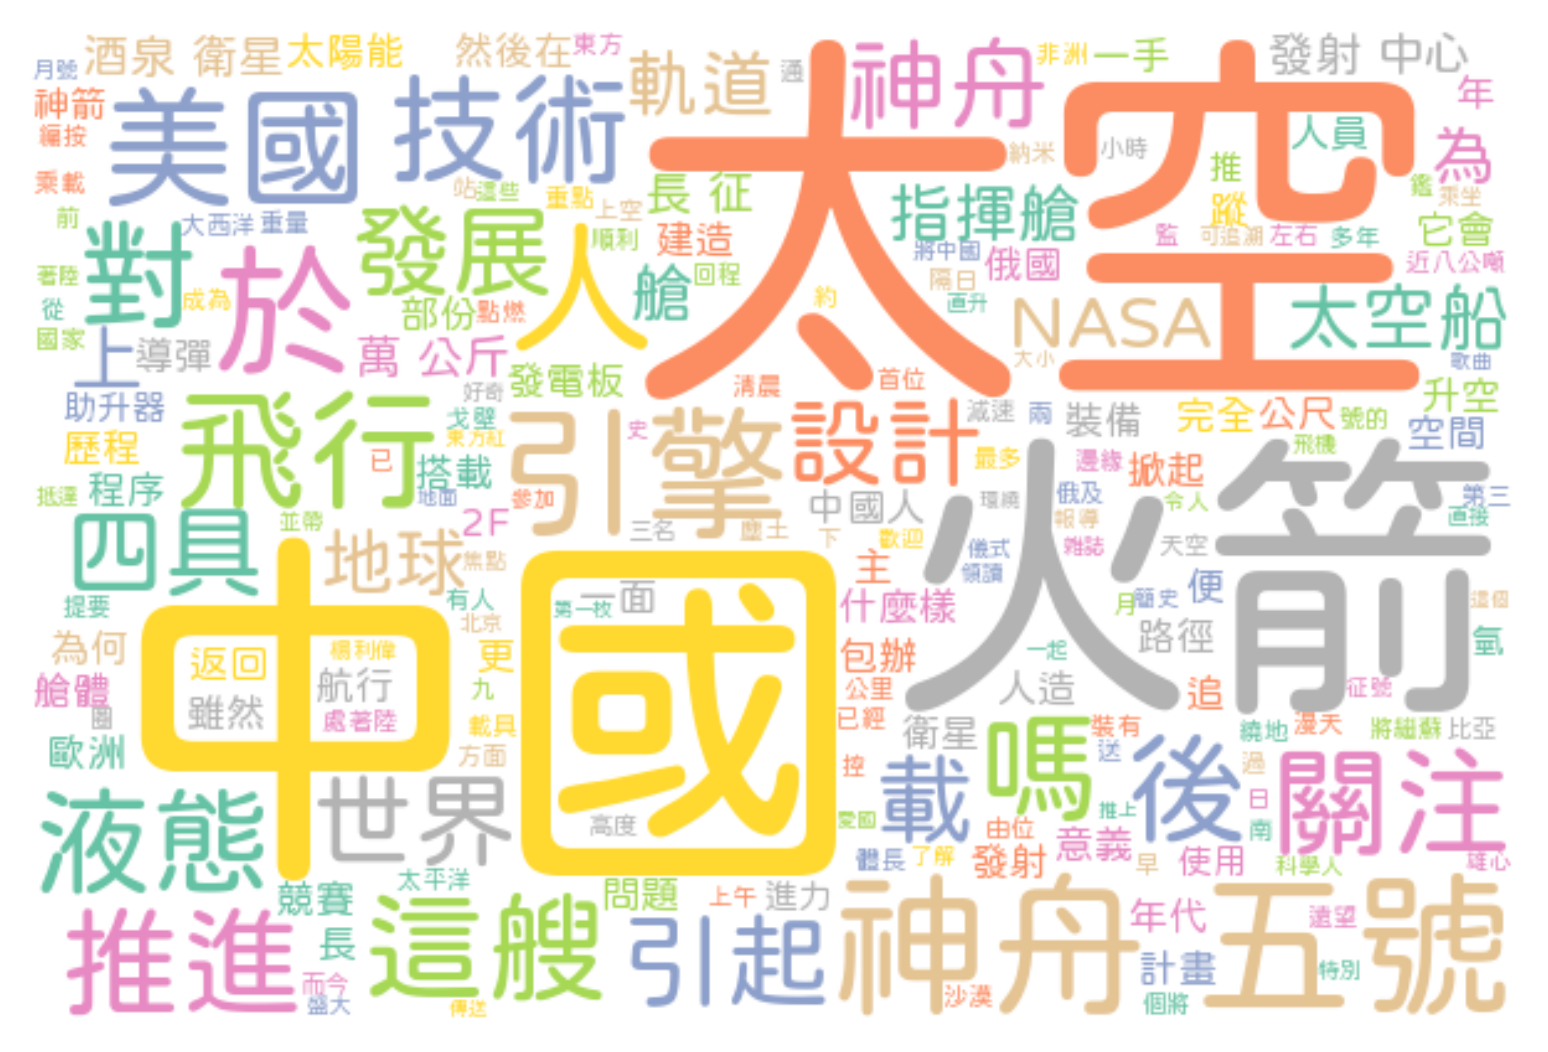 月號 酒泉 衛星 太陽能 然後在 東方 軌道 通 神舟 非洲 一手 發射 中心
神箭 美國 技術 太空 納米 小時 人員 年
編按 為
乘載 站 這些 重點 上空 長征 指揮艙 推 鑑 乘坐
前 大西洋 重量 發展 順利 建造 將中國 俄國 蹤 監 可追溯 左右 多年 它會
對 於 人 艙 回程 隔日 近八公噸
著陸 成為 直升 約 NASA 太空船
從 部份 點燃
國家 上 導彈 萬 公斤 大小 歌曲
助升器 飛行 好奇 發電板 清晨 首位 升空
歷程 戈壁 東方紅 引擎 史 設計 減速 兩 裝備 完全 公尺 號的 空間
已 搭載 最多 邊緣 掀起 飛機
抵達 程序 地面 參加 中國人 環繞 俄及 令人 火箭 第三
四具 並帶 2F 三名 塵土 下 歡迎 報導 直接
地球 焦點 儀式 雜誌 天空
提要 有人 第一枚 一面 主 領讀 月 簡史 便 這個
中國 北京 什麼樣 路徑 氫
為何 返回 楊利偉 更 包辦 一起
艙體 雖然 航行 九 公里 人造 追 征號
圈 處著陸 載具 已經 衛星 嗎 裝有 繞地 漫天 將繼蘇 比亞
歐洲 方面 控 送 後 過 關注
液態 世界 高度 愛國 載 推上 日
體長 了解 由位 發射 意義 早 使用 南 科學人 雄心
競賽 太平洋 問題 上午 進力
推進 長 這艘 引起 神舟五號 年代 遠望
而今 計畫 特別
盛大 傳送 沙漠 個將